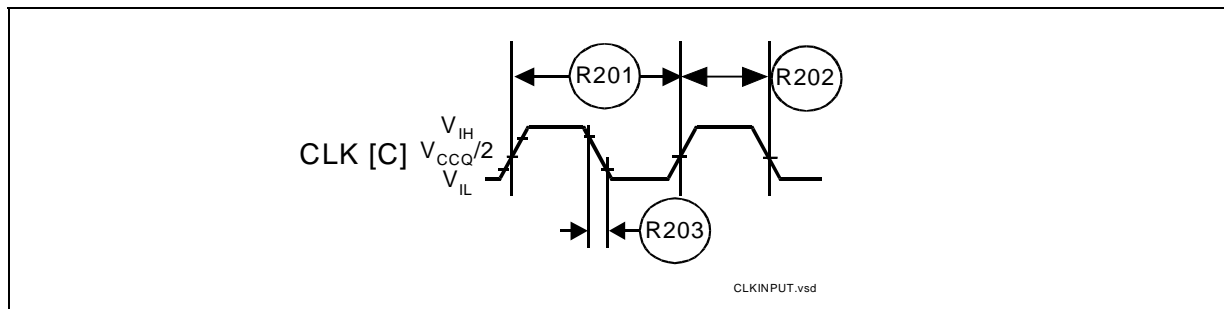 R201
R202
V_IH
CLK [C] V_CCQ/2
V_IL
R203
CLKINPUT.vsd